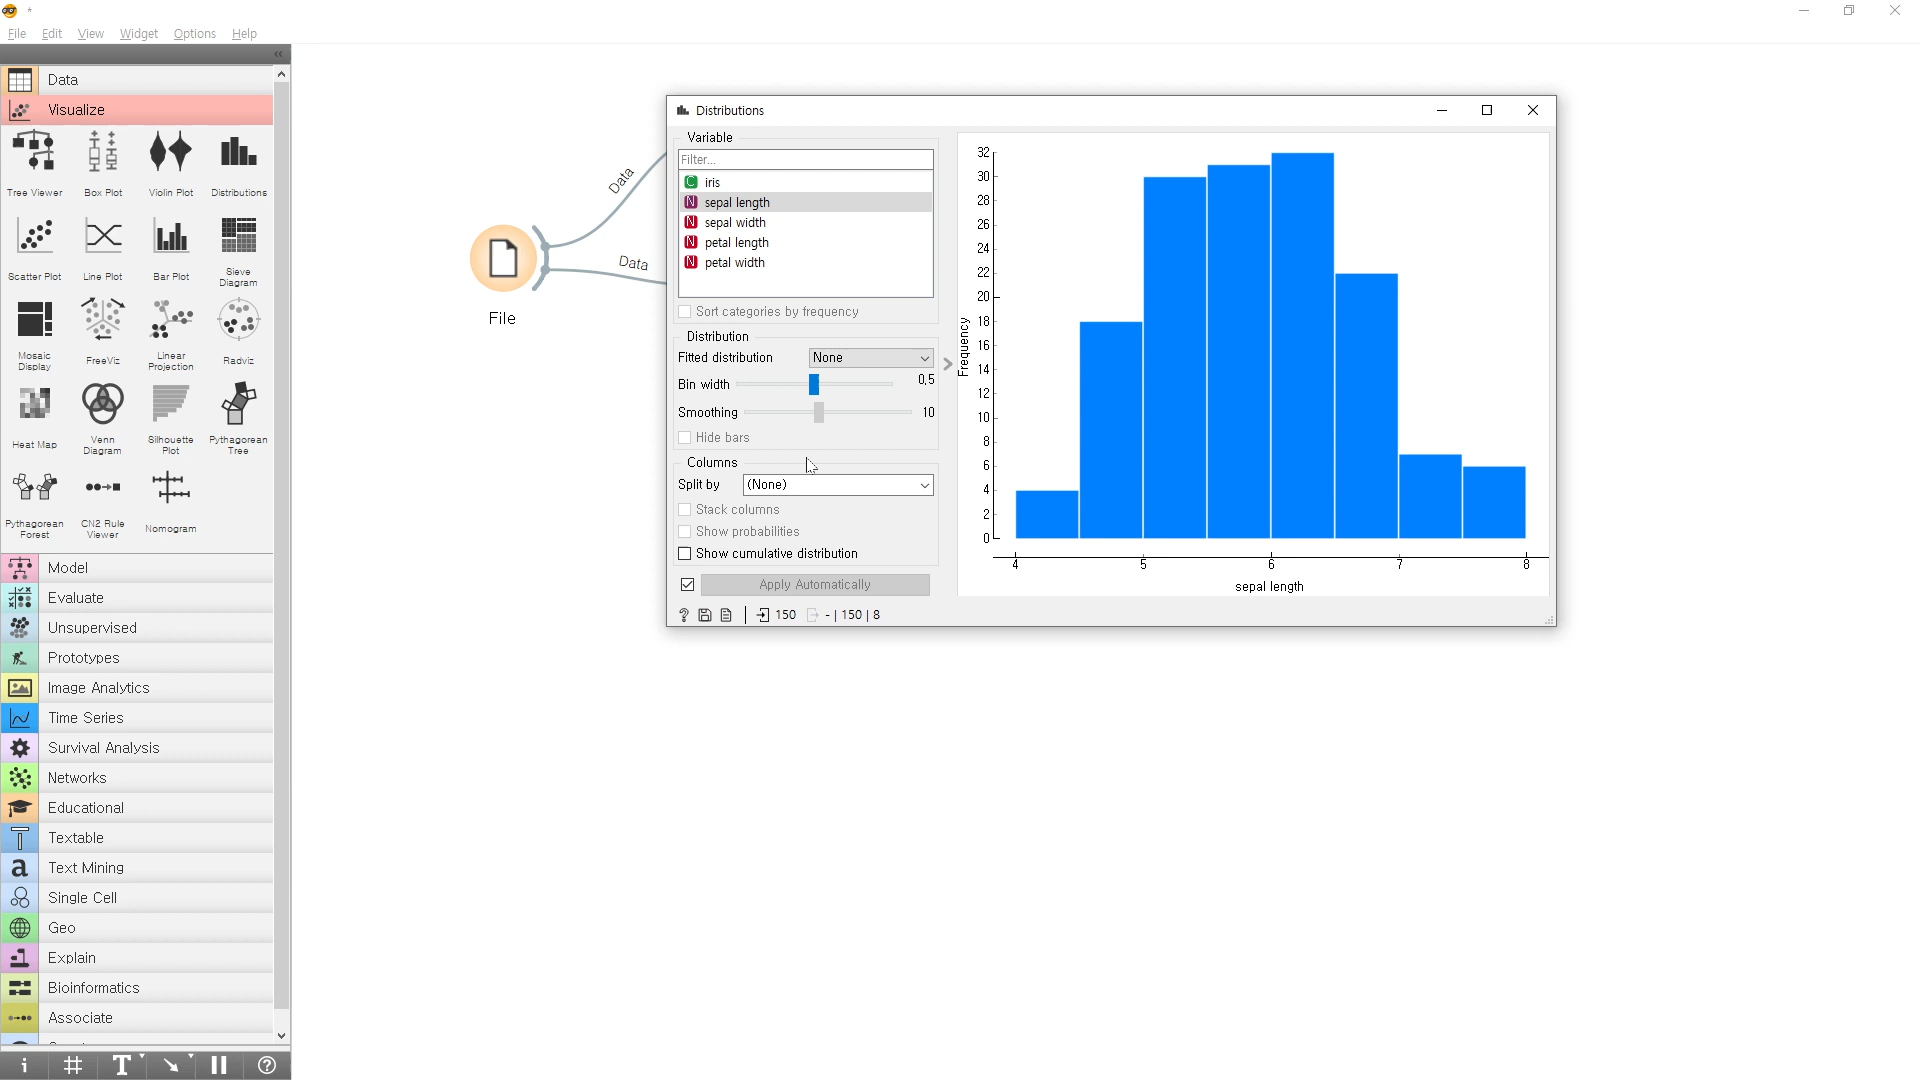 *
File Edit View Widget Options Help
Data
Visualize
Tree Viewer Box Plot Violin Plot Distributions
Scatter Plot Line Plot Bar Plot Sieve Diagram
Mosaic Display FreeViz Linear Projection Radviz
Heat Map Venn Diagram Silhouette Plot Pythagorean Tree
Pythagorean Forest CN2 Rule Viewer Nomogram
Model
Evaluate
Unsupervised
Prototypes
Image Analytics
Time Series
Survival Analysis
Networks
Educational
Textable
Text Mining
Single Cell
Geo
Explain
Bioinformatics
Associate
Data
Data
File
Distributions
Variable
Filter...
C iris
N sepal length
N sepal width
N petal length
N petal width
Sort categories by frequency
Distribution
Fitted distribution None
Bin width 0,5
Smoothing 10
Hide bars
Columns
Split by (None)
Stack columns
Show probabilities
Show cumulative distribution
Apply Automatically
? 150 - | 150 | 8
32
30
28
26
24
22
20
18
16
14
12
10
8
6
4
2
0
Frequency
4 5 6 7 8
sepal length